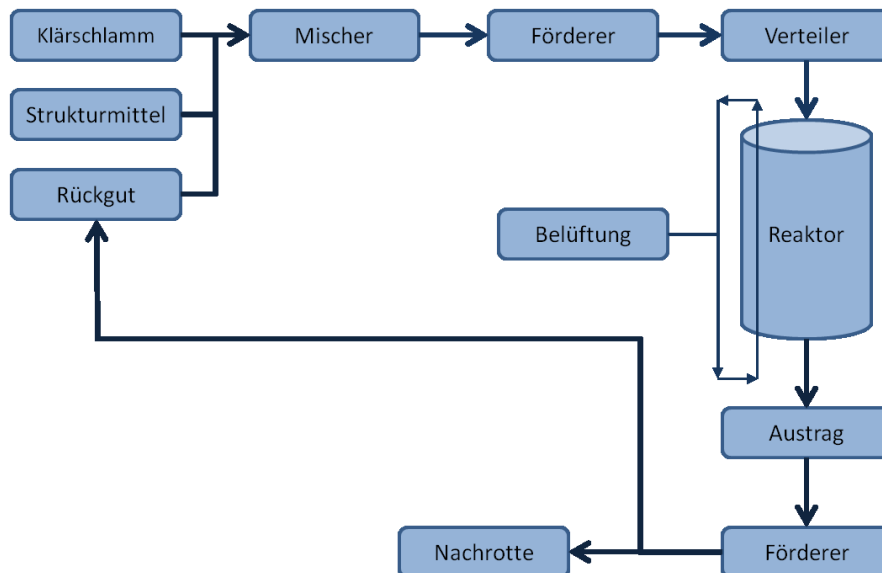 Klärschlamm
Mischer
Förderer
Verteiler
Strukturmittel
Rückgut
Belüftung
Reaktor
Austrag
Nachrotte
Förderer